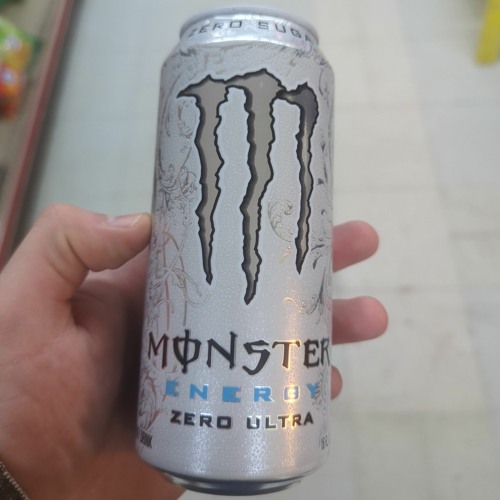 ZERO SUGA
MONSTER
ENERGY
ZERO ULTRA